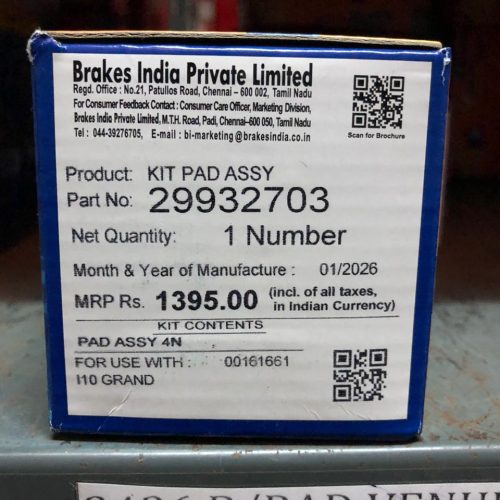 Brakes India Private Limited
Regd. Office : No.21, Patullos Road, Chennai – 600 002, Tamil Nadu
For Consumer Feedback Contact : Consumer Care Officer, Marketing Division,
Brakes India Private Limited, M.T.H. Road, Padi, Chennai–600 050, Tamil Nadu
Tel : 044-39276705, E-mail : bi-marketing@brakesindia.co.in
Scan for Brochure
Product: KIT PAD ASSY
Part No: 29932703
Net Quantity: 1 Number
Month & Year of Manufacture : 01/2026
MRP Rs. 1395.00 (incl. of all taxes, in Indian Currency)
KIT CONTENTS
PAD ASSY 4N
FOR USE WITH : 00161661
I10 GRAND